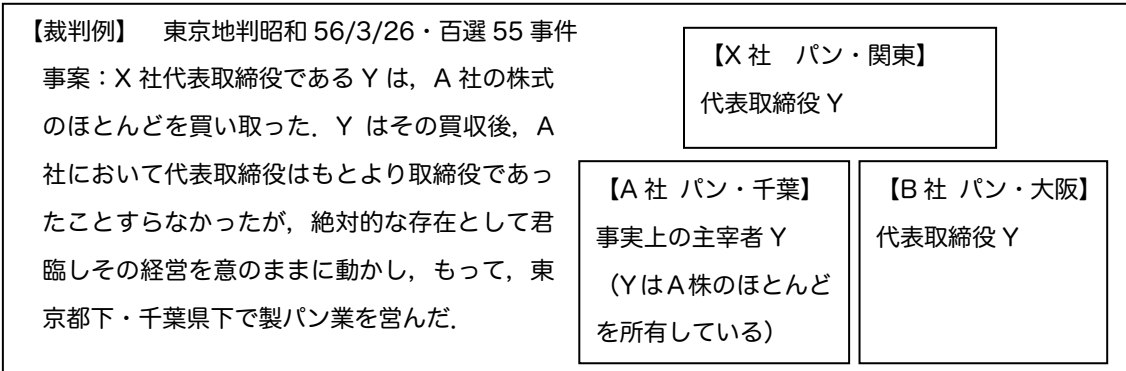 【裁判例】 東京地判昭和 56/3/26・百選 55 事件
事案：X 社代表取締役である Y は，A 社の株式
のほとんどを買い取った．Y はその買収後，A
社において代表取締役はもとより取締役であっ
たことすらなかったが，絶対的な存在として君
臨しその経営を意のままに動かし，もって，東
京都下・千葉県下で製パン業を営んだ．
【X 社 パン・関東】
代表取締役 Y
【A 社 パン・千葉】
事実上の主宰者 Y
（YはA株のほとんど
を所有している）
【B 社 パン・大阪】
代表取締役 Y